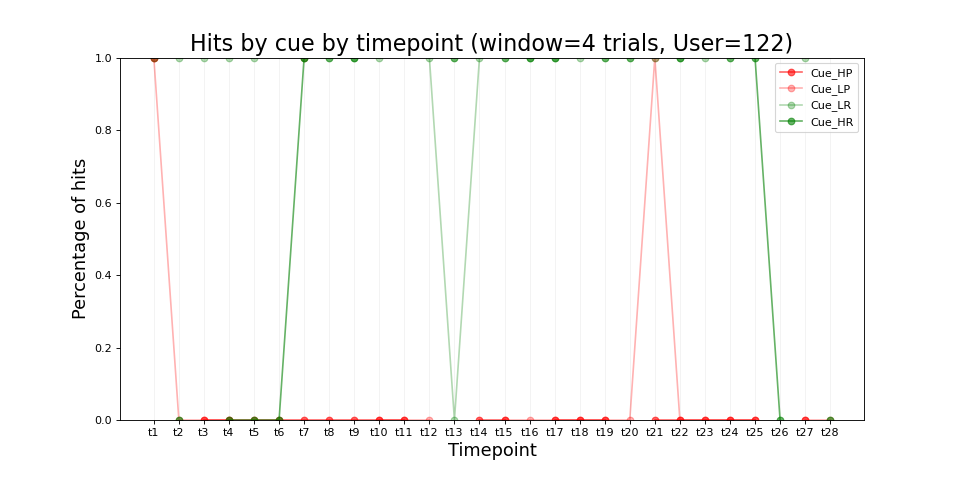 Hits by cue by timepoint (window=4 trials, User=122)
Percentage of hits
1.0
0.8
0.6
0.4
0.2
0.0
Cue_HP
Cue_LP
Cue_LR
Cue_HR
t1 t2 t3 t4 t5 t6 t7 t8 t9 t10 t11 t12 t13 t14 t15 t16 t17 t18 t19 t20 t21 t22 t23 t24 t25 t26 t27 t28
Timepoint